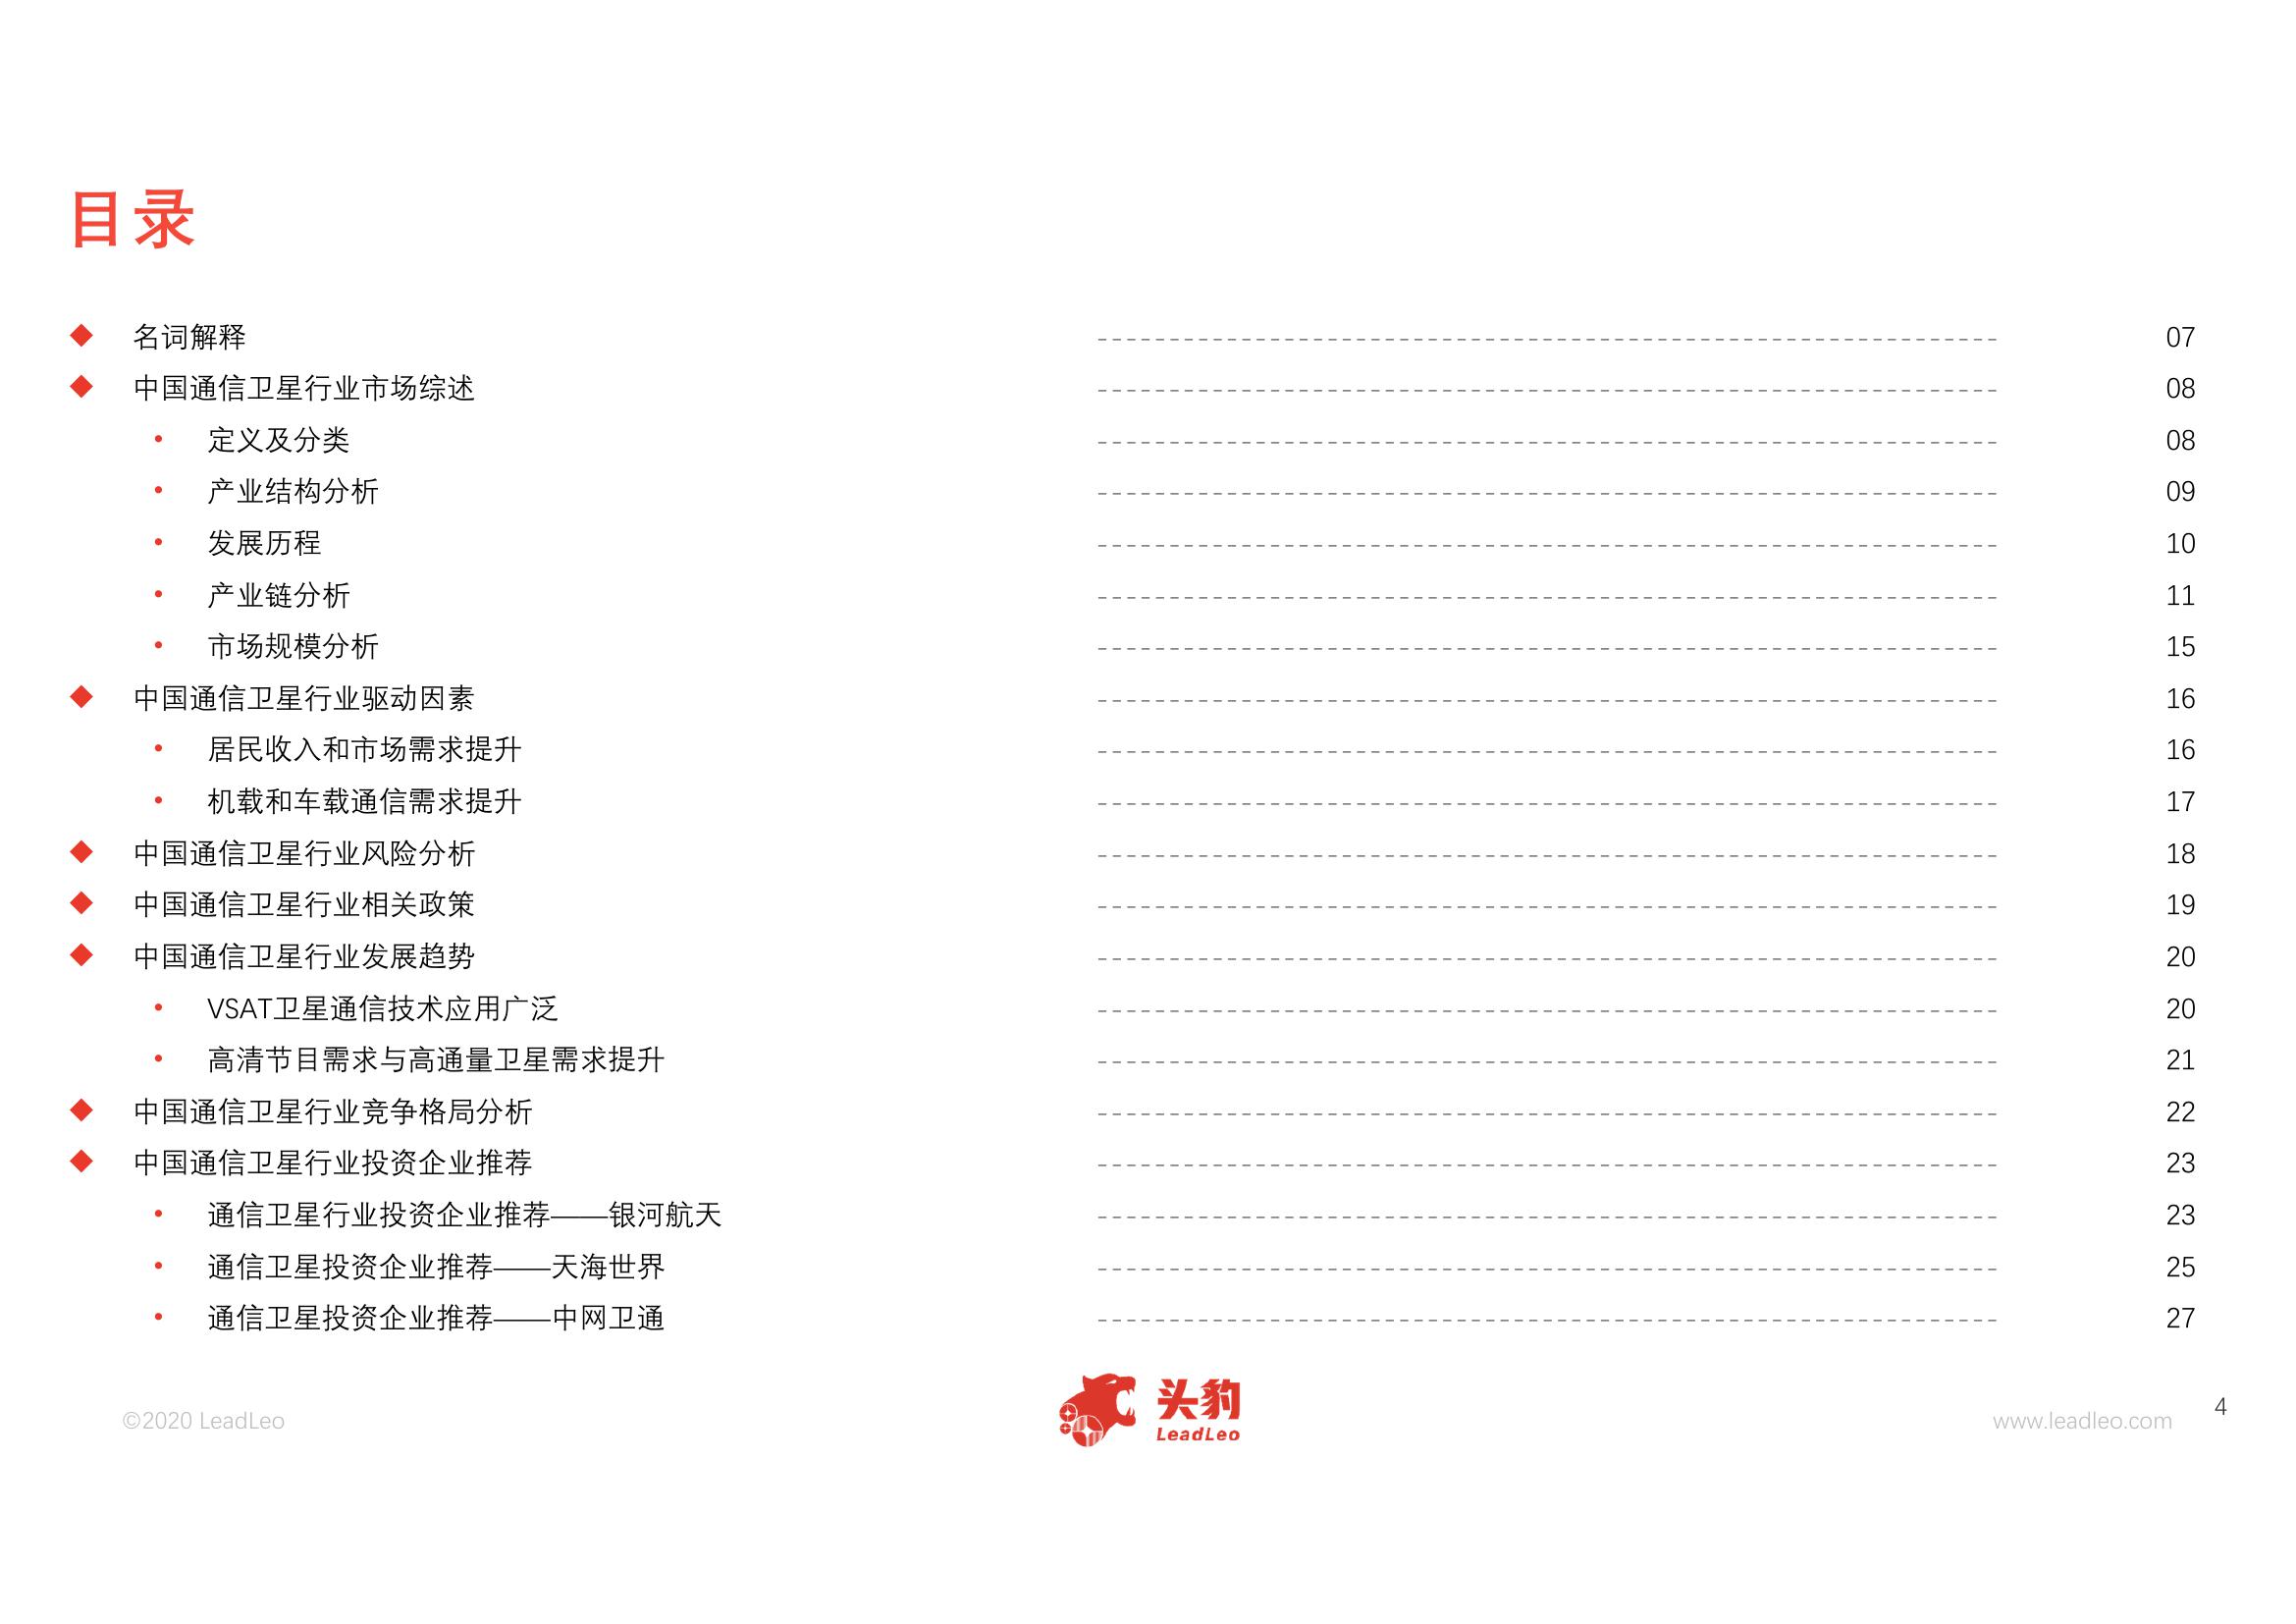 目录
◆ 名词解释 ---------------------------------------------------------------- 07
◆ 中国通信卫星行业市场综述 ---------------------------------------------------------------- 08
• 定义及分类 ---------------------------------------------------------------- 08
• 产业结构分析 ---------------------------------------------------------------- 09
• 发展历程 ---------------------------------------------------------------- 10
• 产业链分析 ---------------------------------------------------------------- 11
• 市场规模分析 ---------------------------------------------------------------- 15
◆ 中国通信卫星行业驱动因素 ---------------------------------------------------------------- 16
• 居民收入和市场需求提升 ---------------------------------------------------------------- 16
• 机载和车载通信需求提升 ---------------------------------------------------------------- 17
◆ 中国通信卫星行业风险分析 ---------------------------------------------------------------- 18
◆ 中国通信卫星行业相关政策 ---------------------------------------------------------------- 19
◆ 中国通信卫星行业发展趋势 ---------------------------------------------------------------- 20
• VSAT卫星通信技术应用广泛 ---------------------------------------------------------------- 20
• 高清节目需求与高通量卫星需求提升 ---------------------------------------------------------------- 21
◆ 中国通信卫星行业竞争格局分析 ---------------------------------------------------------------- 22
◆ 中国通信卫星行业投资企业推荐 ---------------------------------------------------------------- 23
• 通信卫星行业投资企业推荐——银河航天 ---------------------------------------------------------------- 23
• 通信卫星投资企业推荐——天海世界 ---------------------------------------------------------------- 25
• 通信卫星投资企业推荐——中网卫通 ---------------------------------------------------------------- 27
©2020 LeadLeo
头豹
LeadLeo
www.leadleo.com
4